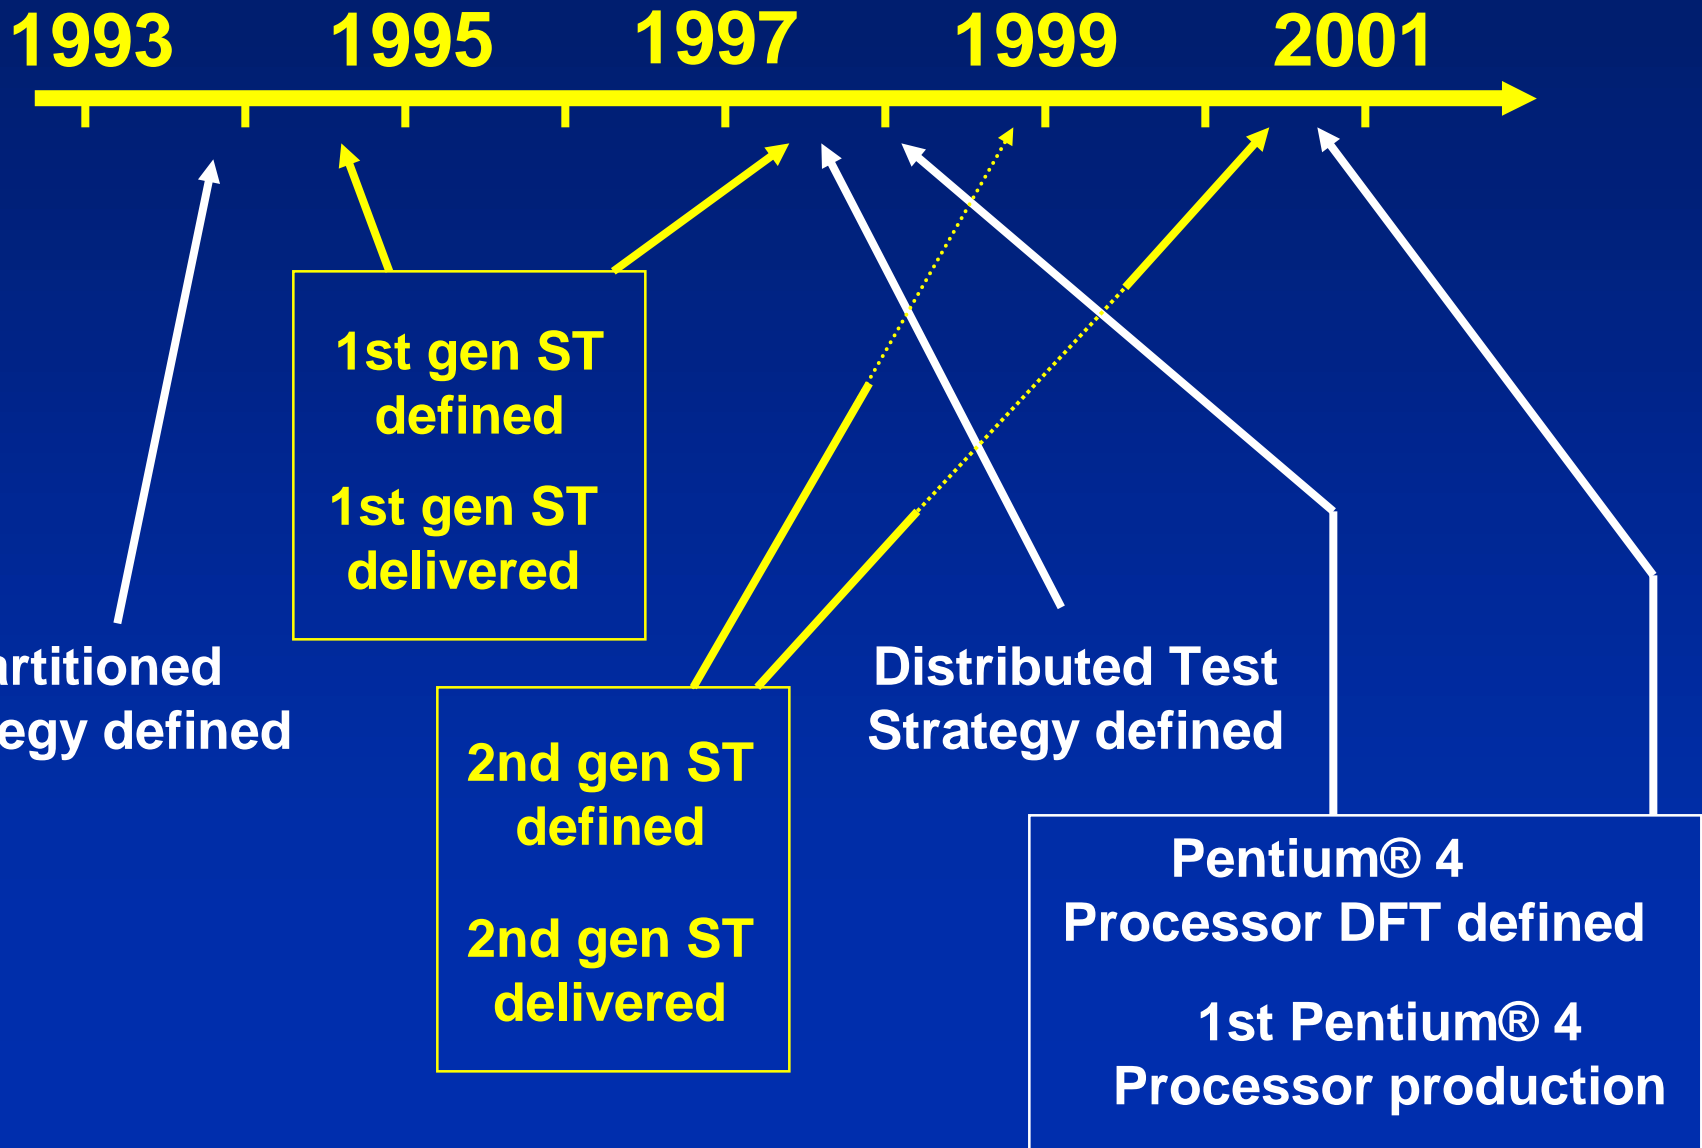 1993 1995 1997 1999 2001
1st gen ST
defined
1st gen ST
delivered
artitioned
egy defined
2nd gen ST
defined
2nd gen ST
delivered
Distributed Test
Strategy defined
Pentium® 4
Processor DFT defined
1st Pentium® 4
Processor production